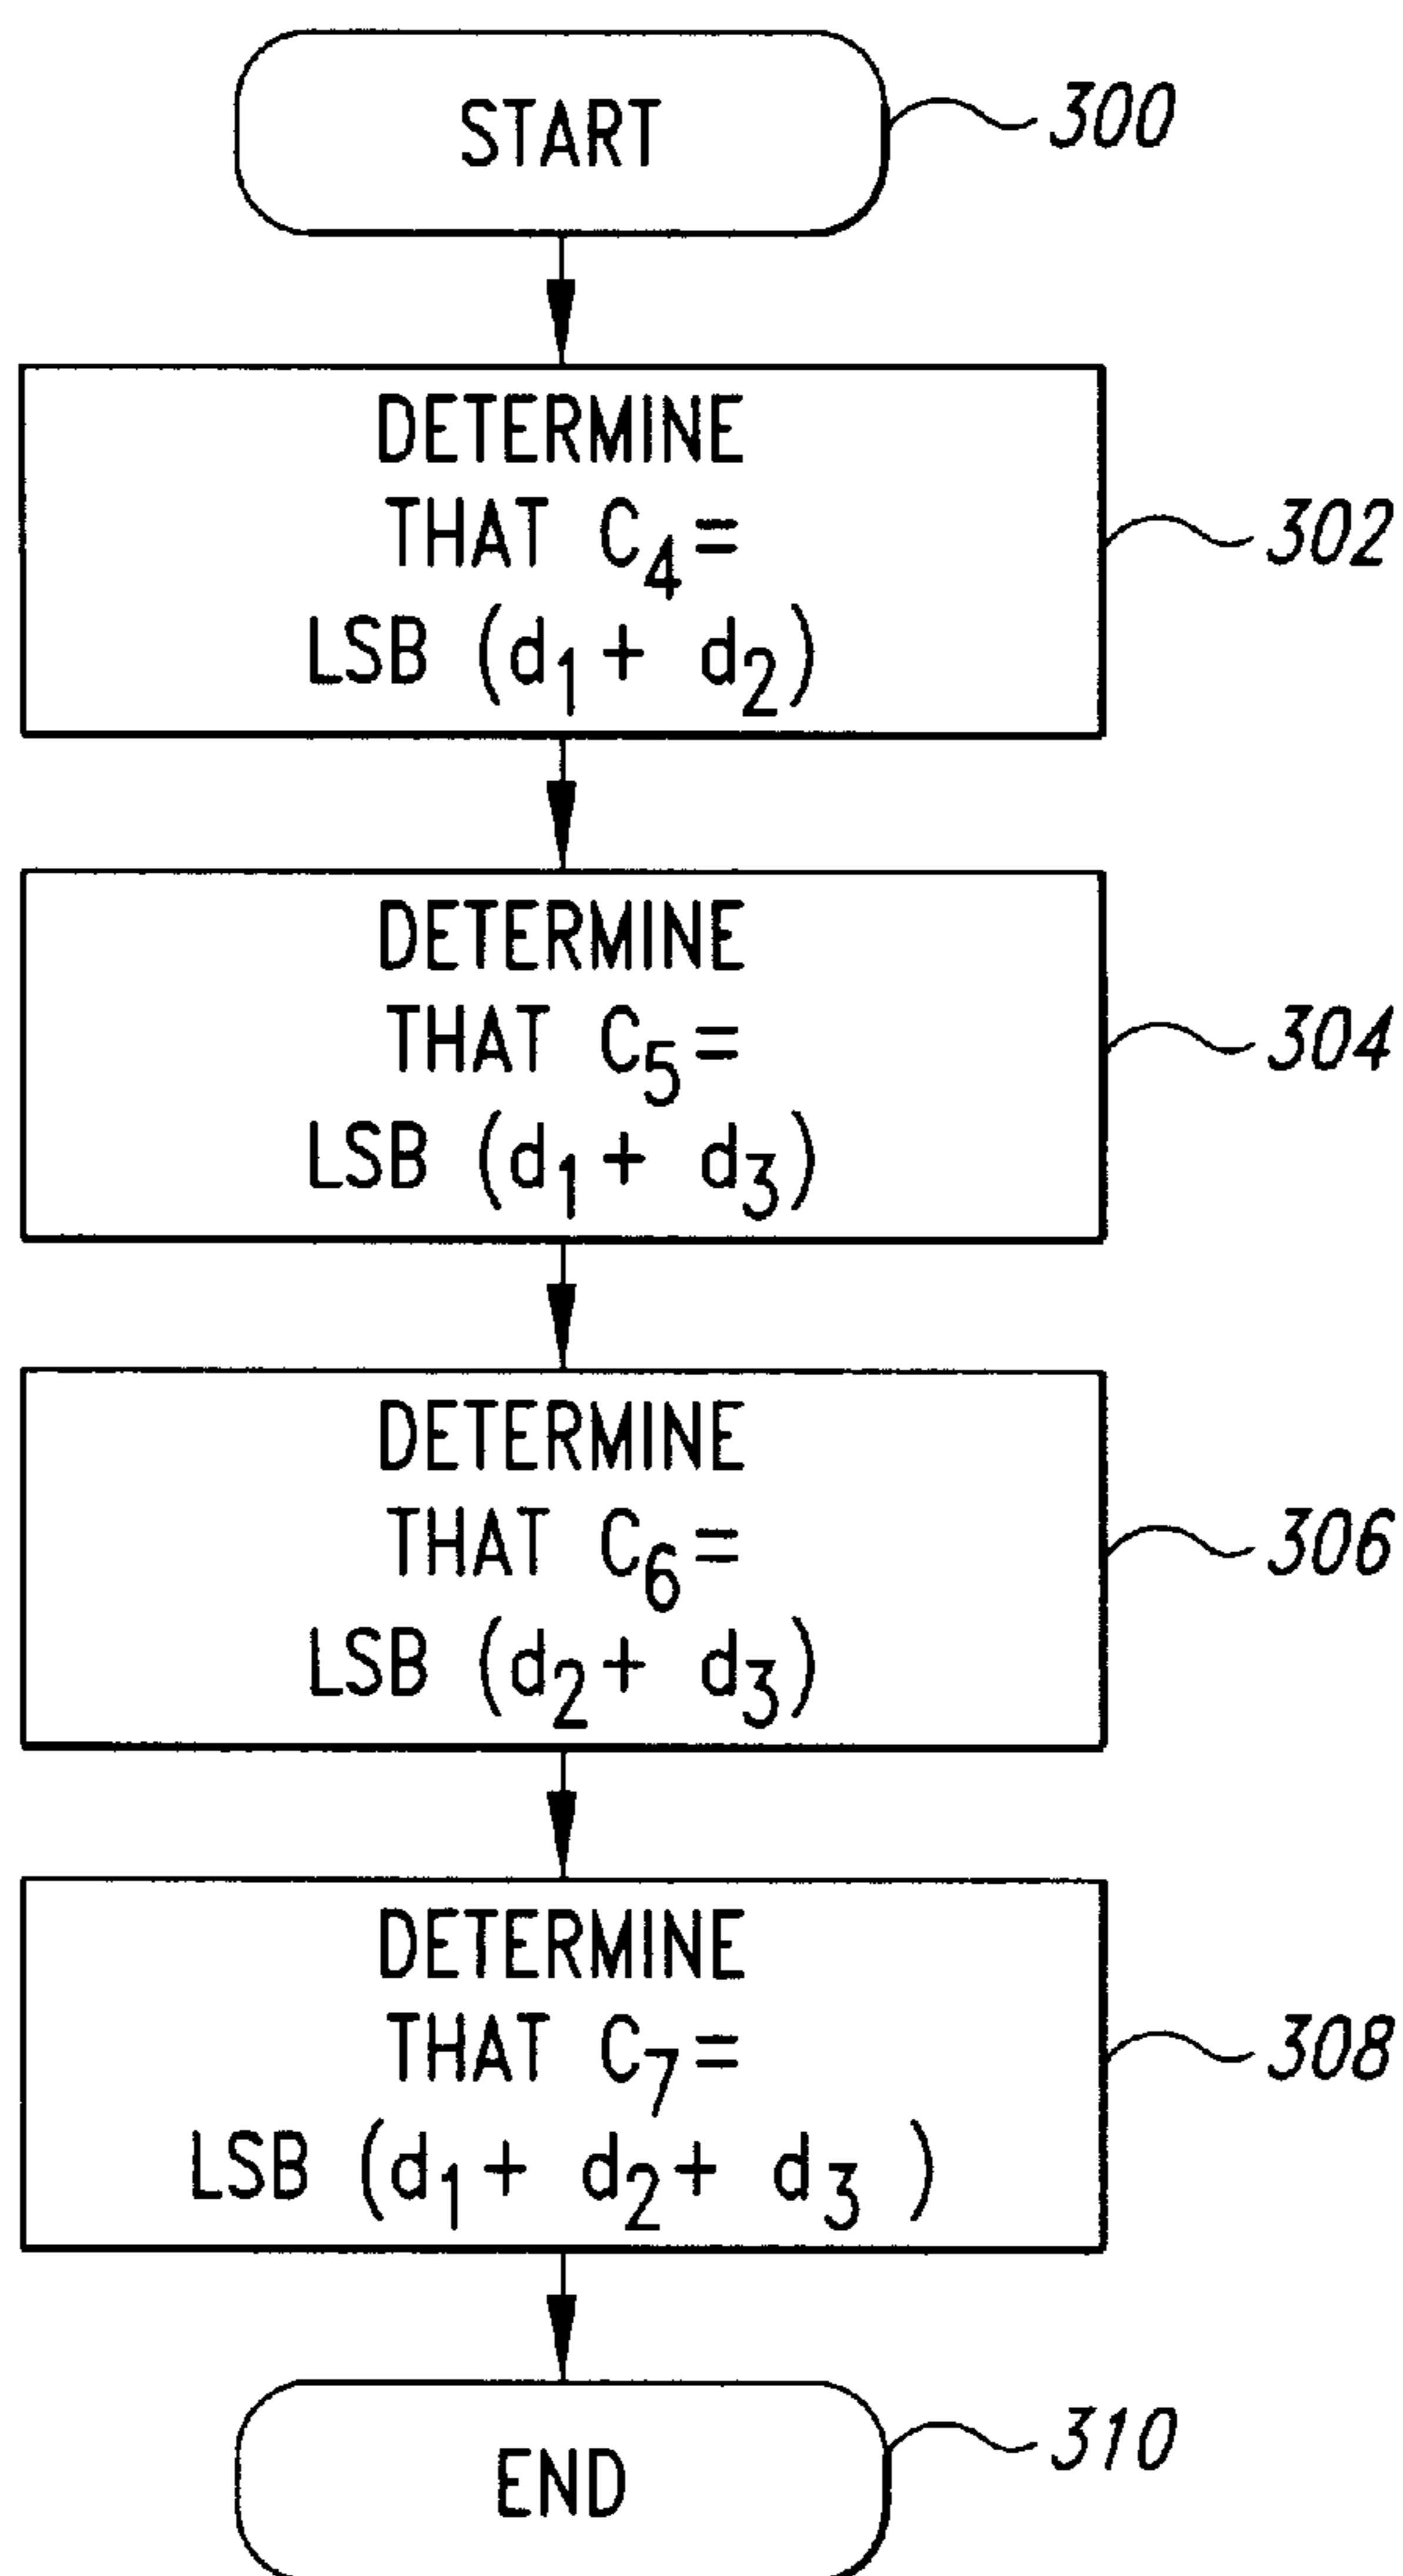 START
300
DETERMINE
THAT C₄=
LSB (d₁+ d₂)
302
DETERMINE
THAT C₅=
LSB (d₁+ d₃)
304
DETERMINE
THAT C₆=
LSB (d₂+ d₃)
306
DETERMINE
THAT C₇=
LSB (d₁+ d₂+ d₃ )
308
END
310